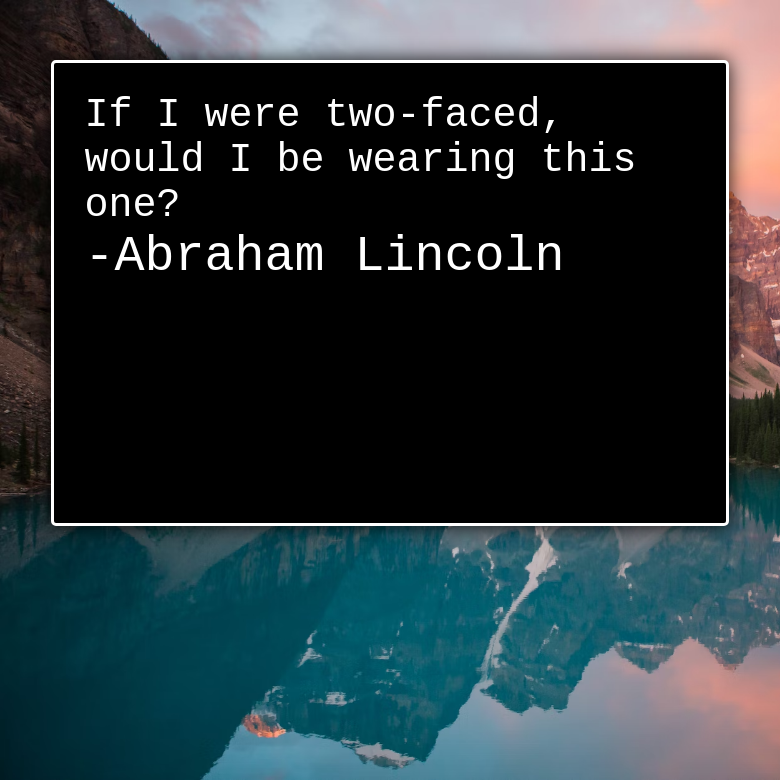 If I were two-faced,
would I be wearing this
one?
-Abraham Lincoln